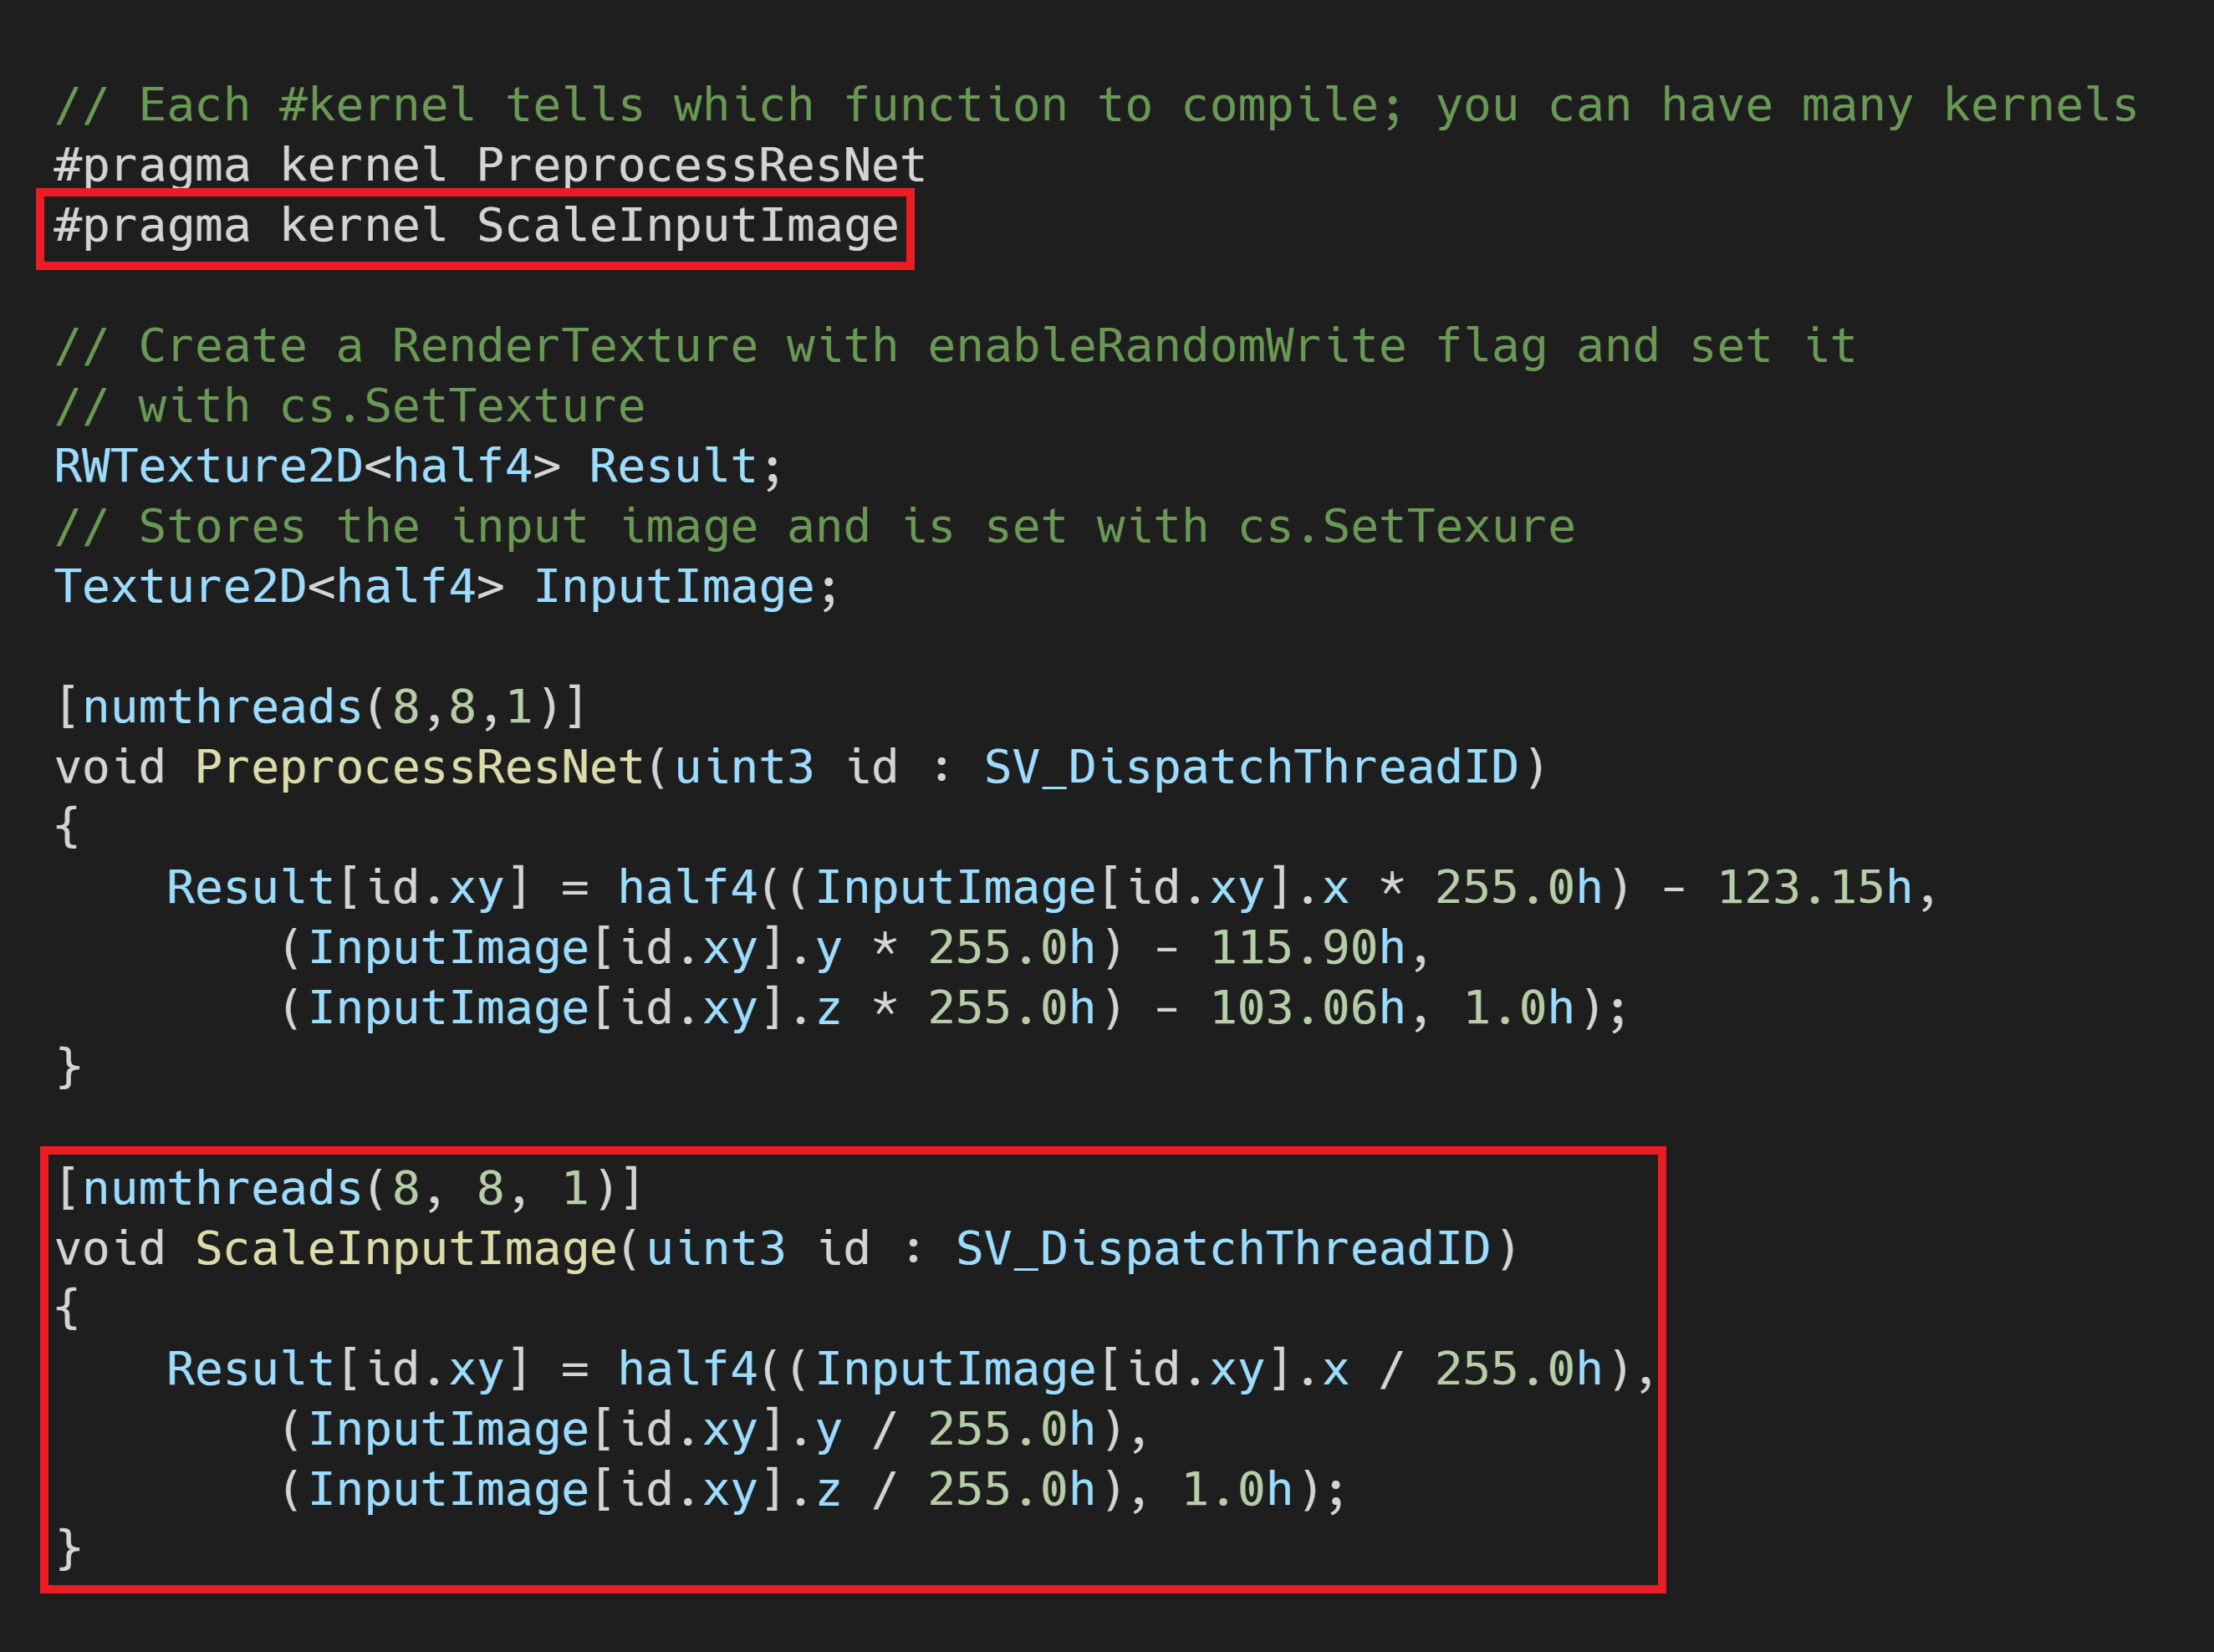 // Each #kernel tells which function to compile; you can have many kernels
#pragma kernel PreprocessResNet
#pragma kernel ScaleInputImage
// Create a RenderTexture with enableRandomWrite flag and set it
// with cs.SetTexture
RWTexture2D<half4> Result;
// Stores the input image and is set with cs.SetTexure
Texture2D<half4> InputImage;
[numthreads(8,8,1)]
void PreprocessResNet(uint3 id : SV_DispatchThreadID)
{
    Result[id.xy] = half4((InputImage[id.xy].x * 255.0h) - 123.15h,
        (InputImage[id.xy].y * 255.0h) - 115.90h,
        (InputImage[id.xy].z * 255.0h) - 103.06h, 1.0h);
}
[numthreads(8, 8, 1)]
void ScaleInputImage(uint3 id : SV_DispatchThreadID)
{
    Result[id.xy] = half4((InputImage[id.xy].x / 255.0h),
        (InputImage[id.xy].y / 255.0h),
        (InputImage[id.xy].z / 255.0h), 1.0h);
}